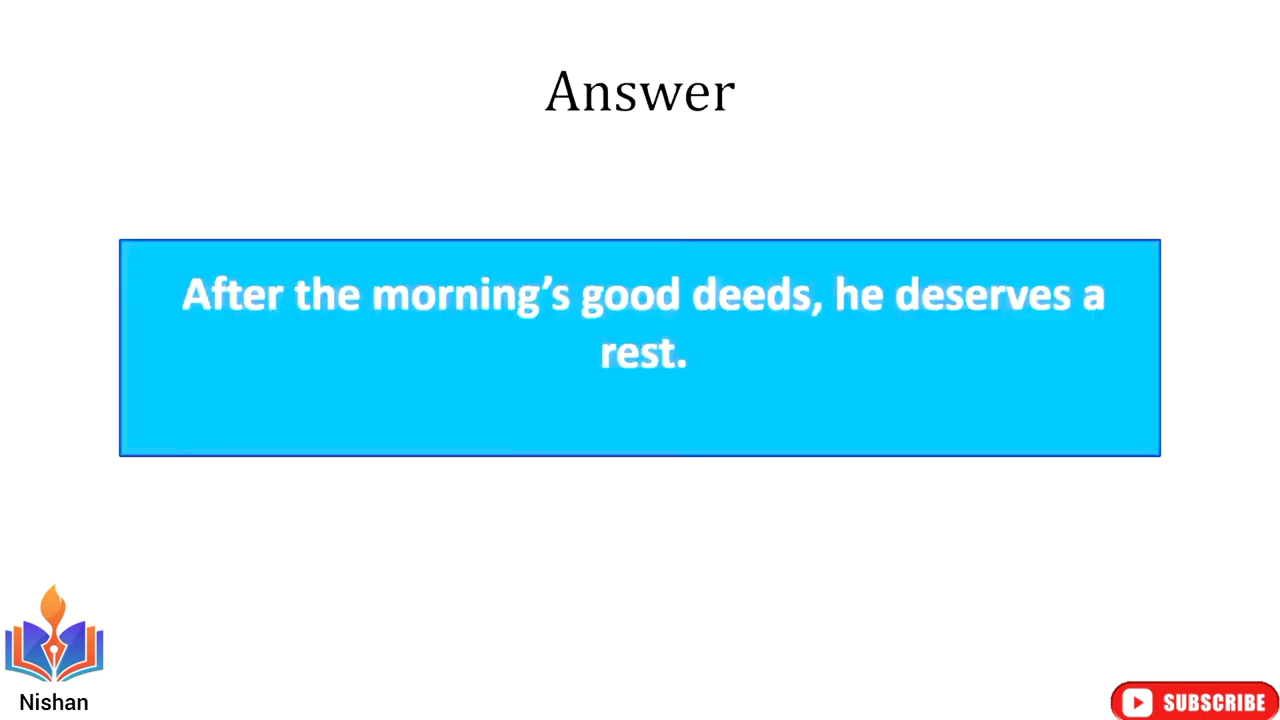 Answer
After the morning’s good deeds, he deserves a
rest.
Nishan
SUBSCRIBE